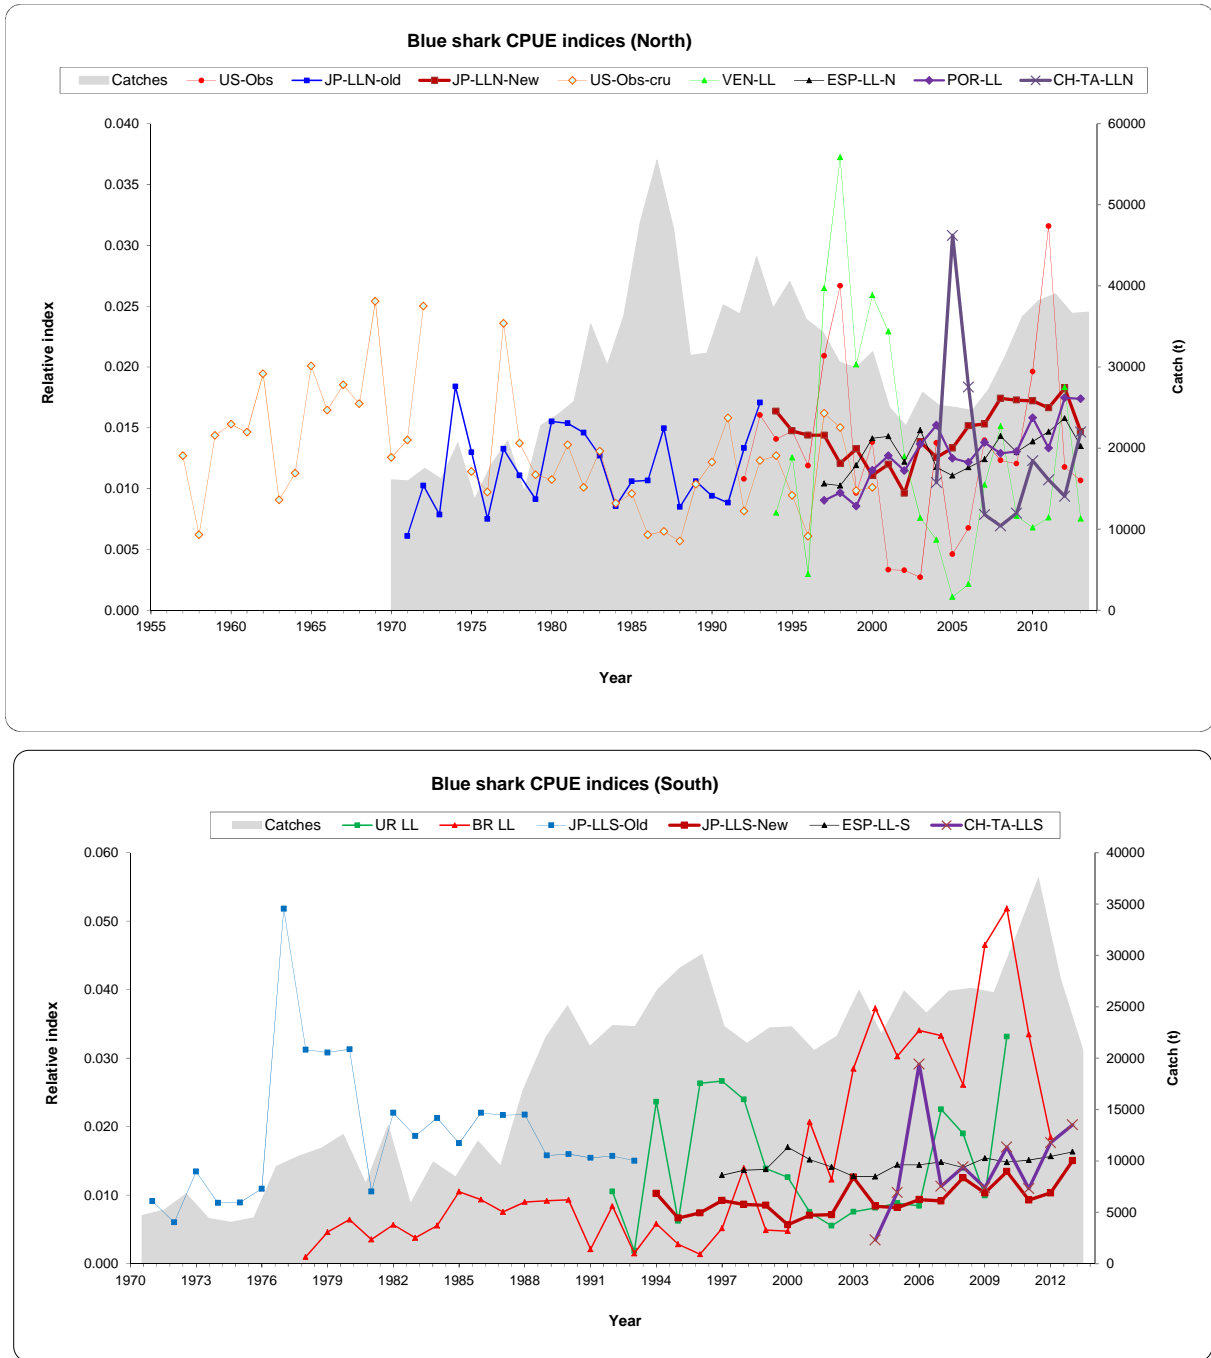 Blue shark CPUE indices (North)
Catches US-Obs JP-LLN-old JP-LLN-New US-Obs-cru VEN-LL ESP-LL-N POR-LL CH-TA-LLN
0.040 60000
0.035 50000
0.030 40000
0.025
0.020 30000
0.015 20000
0.010 10000
0.005
0.000 0
Relative index
Catch (t)
1955 1960 1965 1970 1975 1980 1985 1990 1995 2000 2005 2010
Year
Blue shark CPUE indices (South)
Catches UR LL BR LL JP-LLS-Old JP-LLS-New ESP-LL-S CH-TA-LLS
0.060 40000
0.050 35000
0.040 30000
25000
0.030 20000
0.020 15000
0.010 10000
5000
0.000 0
Relative index
Catch (t)
1970 1973 1976 1979 1982 1985 1988 1991 1994 1997 2000 2003 2006 2009 2012
Year